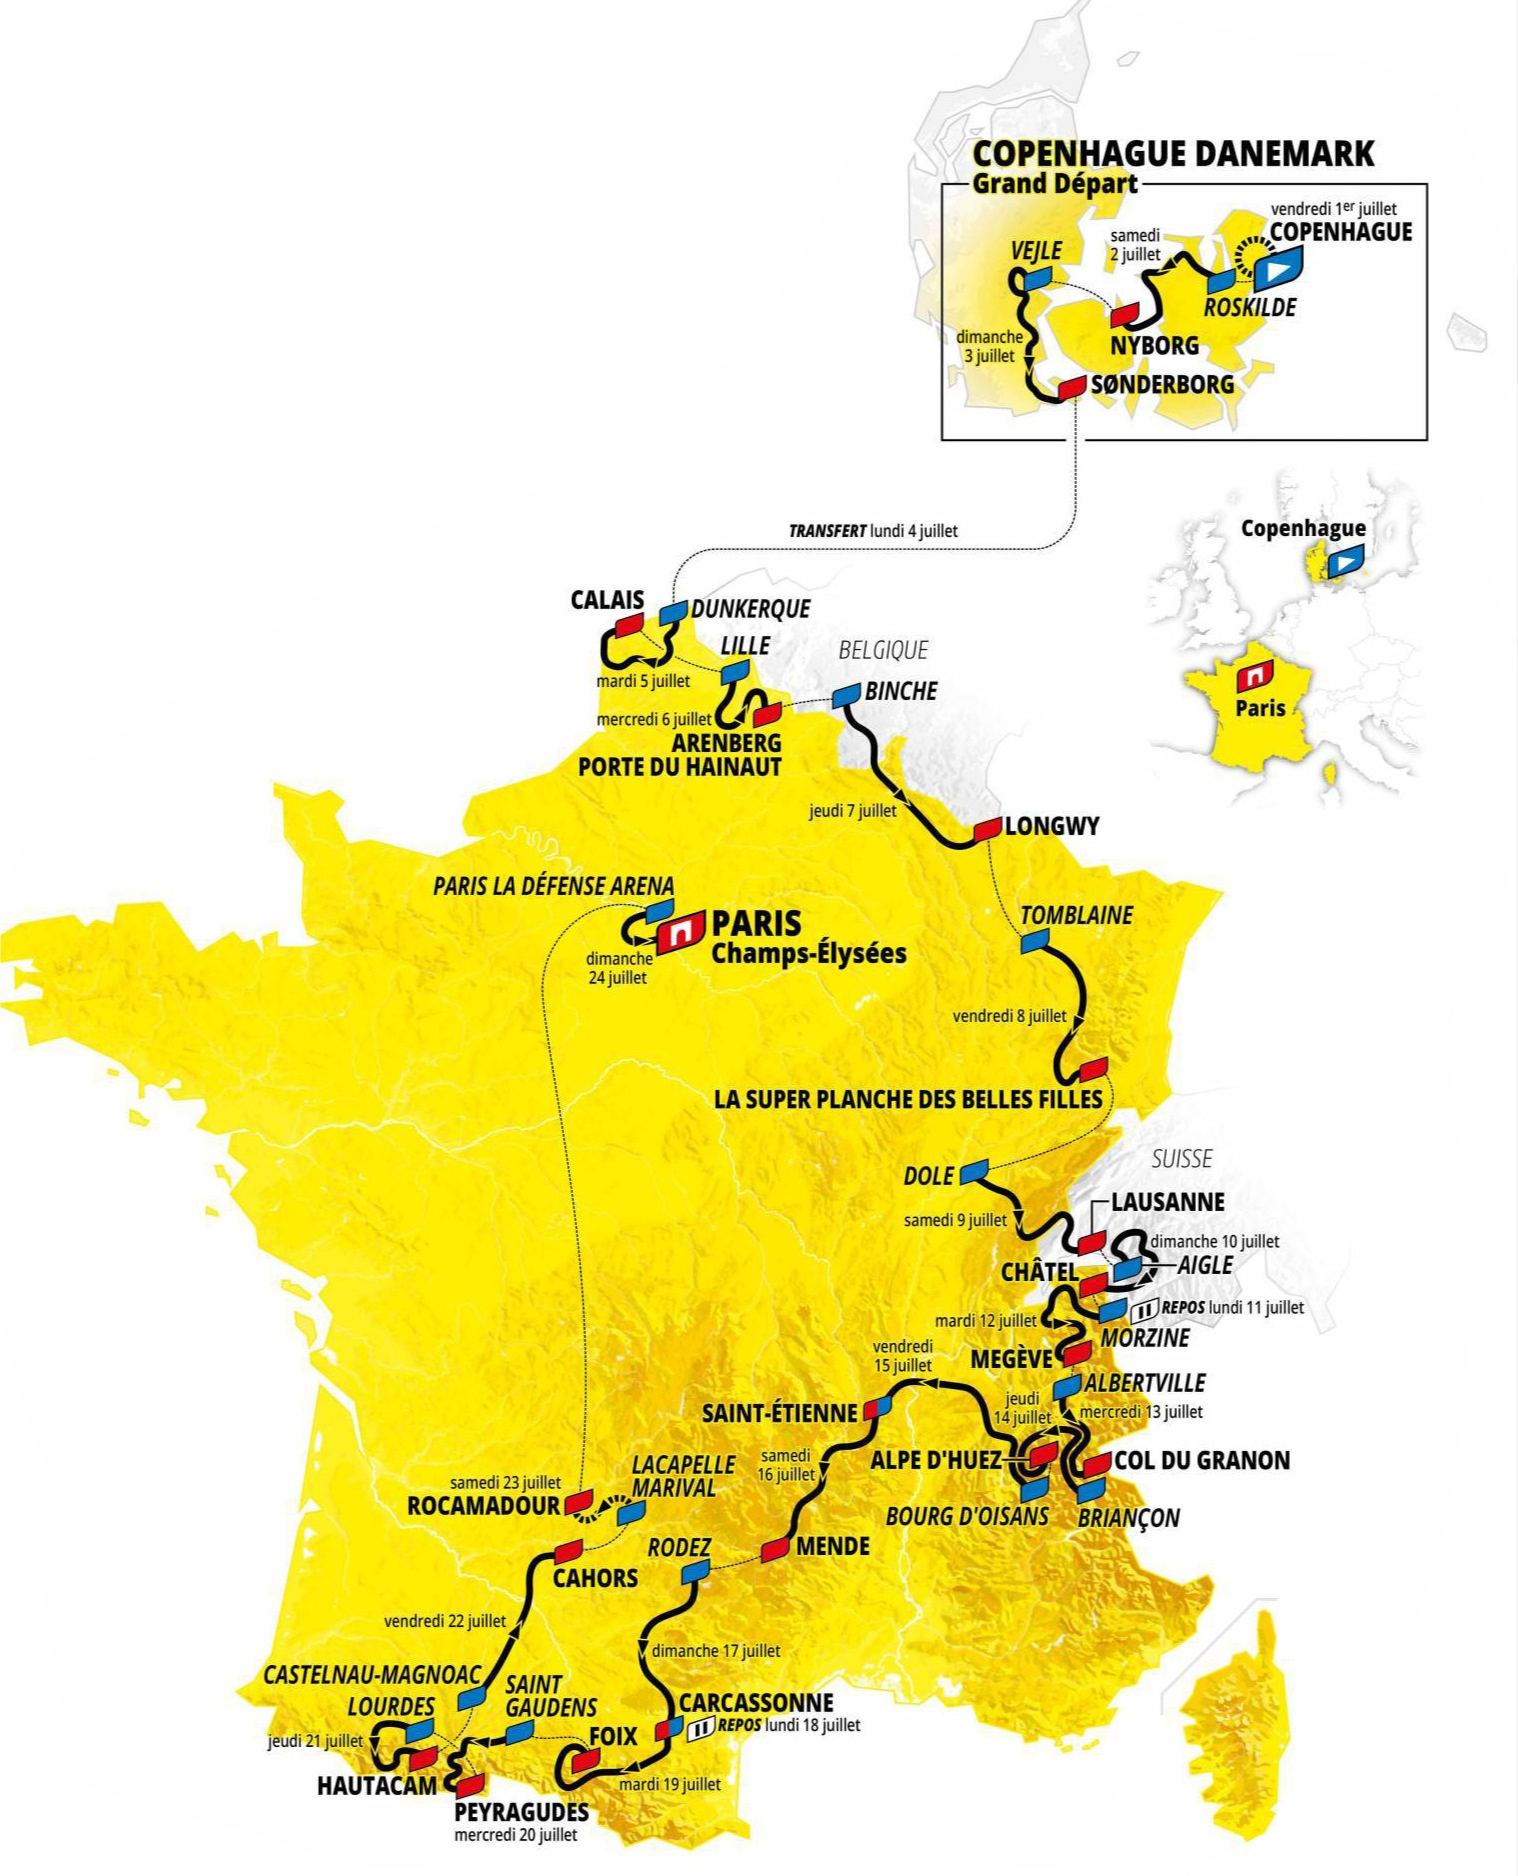 COPENHAGUE DANEMARK
Grand Départ
vendredi 1er juillet
COPENHAGUE
samedi
2 juillet
VEJLE
ROSKILDE
dimanche
3 juillet
NYBORG
SØNDERBORG
TRANSFERT lundi 4 juillet
Copenhague
Paris
CALAIS
DUNKERQUE
LILLE
mardi 5 juillet
BELGIQUE
BINCHE
mercredi 6 juillet
ARENBERG
PORTE DU HAINAUT
jeudi 7 juillet
LONGWY
PARIS LA DÉFENSE ARENA
PARIS
Champs-Élysées
dimanche
24 juillet
TOMBLAINE
vendredi 8 juillet
LA SUPER PLANCHE DES BELLES FILLES
SUISSE
DOLE
LAUSANNE
samedi 9 juillet
dimanche 10 juillet
AIGLE
CHÂTEL
REPOS lundi 11 juillet
mardi 12 juillet
MORZINE
MEGÈVE
vendredi
15 juillet
ALBERTVILLE
jeudi
14 juillet
mercredi 13 juillet
SAINT-ÉTIENNE
samedi
16 juillet
ALPE D'HUEZ
COL DU GRANON
BOURG D'OISANS
BRIANÇON
LACAPELLE
MARIVAL
samedi 23 juillet
ROCAMADOUR
RODEZ
MENDE
CAHORS
vendredi 22 juillet
dimanche 17 juillet
CASTELNAU-MAGNOAC
SAINT
GAUDENS
LOURDES
CARCASSONNE
REPOS lundi 18 juillet
FOIX
jeudi 21 juillet
HAUTACAM
mardi 19 juillet
PEYRAGUDES
mercredi 20 juillet